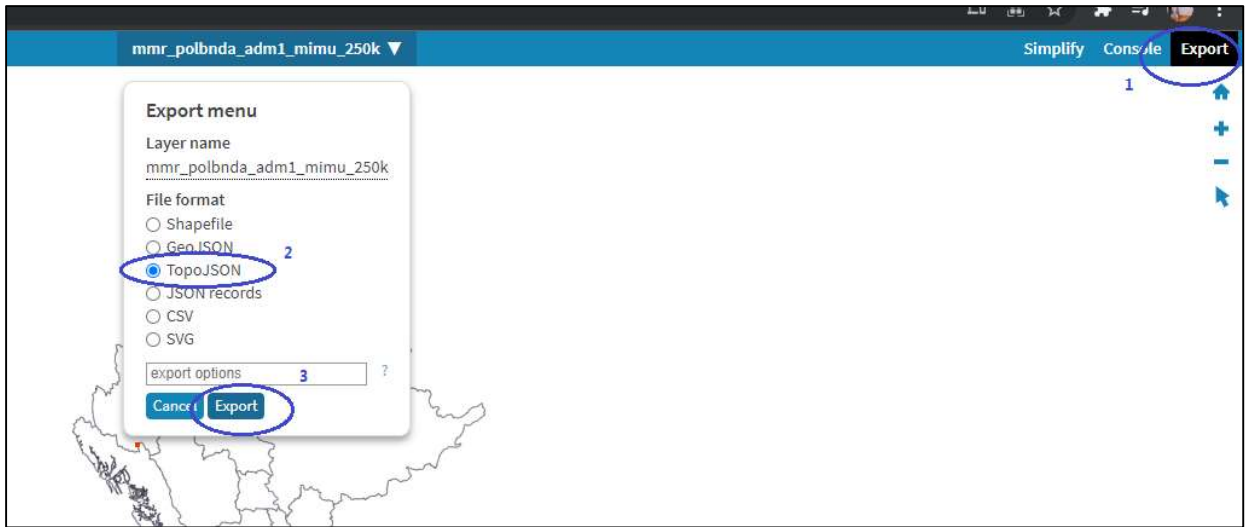 mmr_polbnda_adm1_mimu_250k ▼
Simplify Console Export
1
Export menu
Layer name
mmr_polbnda_adm1_mimu_250k
File format
Shapefile
GeoJSON
2
TopoJSON
JSON records
CSV
SVG
export options 3 ?
Cancel Export